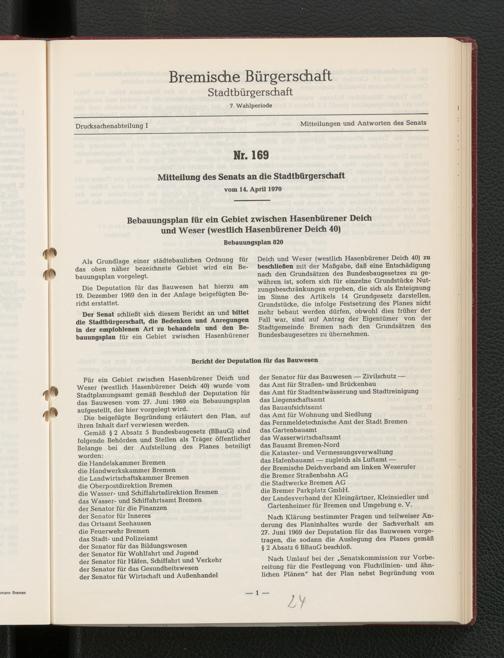 Bremische Bürgerschaft
Stadtbürgerschaft
7. Wahlperiode
Drucksachenabteilung I
Mitteilungen und Antworten des Senats
Nr. 169
Mitteilung des Senats an die Stadtbürgerschaft
vom 14. April 1970
Bebauungsplan für ein Gebiet zwischen Hasenbürener Deich
und Weser (westlich Hasenbürener Deich 40)
Bebauungsplan 820
Als Grundlage einer städtebaulichen Ordnung für
das oben näher bezeichnete Gebiet wird ein Be-
bauungsplan vorgelegt.
Die Deputation für das Bauwesen hat hierzu am
19. Dezember 1969 den in der Anlage beigefügten Be-
richt erstattet.
Der Senat schließt sich diesem Bericht an und bittet
die Stadtbürgerschaft, die Bedenken und Anregungen
in der empfohlenen Art zu behandeln und den Be-
bauungsplan für ein Gebiet zwischen Hasenbürener
Deich und Weser (westlich Hasenbürener Deich 40) zu
beschließen mit der Maßgabe, daß eine Entschädigung
nach den Grundsätzen des Bundesbaugesetzes zu ge-
währen ist, sofern sich für einzelne Grundstücke Nut-
zungsbeschränkungen ergeben, die sich als Enteignung
im Sinne des Artikels 14 Grundgesetz darstellen.
Grundstücke, die infolge Festsetzung des Planes nicht
mehr bebaut werden dürfen, obwohl dies früher der
Fall war, sind auf Antrag der Eigentümer von der
Stadtgemeinde Bremen nach den Grundsätzen des
Bundesbaugesetzes zu übernehmen.
Bericht der Deputation für das Bauwesen
Für ein Gebiet zwischen Hasenbürener Deich und
Weser (westlich Hasenbürener Deich 40) wurde vom
Stadtplanungsamt gemäß Beschluß der Deputation für
das Bauwesen vom 27. Juni 1969 ein Bebauungsplan
aufgestellt, der hier vorgelegt wird.
Die beigefügte Begründung erläutert den Plan, auf
ihren Inhalt darf verwiesen werden.
Gemäß § 2 Absatz 5 Bundesbaugesetz (BBauG) sind
folgende Behörden und Stellen als Träger öffentlicher
Belange bei der Aufstellung des Planes beteiligt
worden:
die Handelskammer Bremen
die Handwerkskammer Bremen
die Landwirtschaftskammer Bremen
die Oberpostdirektion Bremen
die Wasser- und Schiffahrtsdirektion Bremen
das Wasser- und Schiffahrtsamt Bremen
der Senator für die Finanzen
der Senator für Inneres
das Ortsamt Seehausen
die Feuerwehr Bremen
das Stadt- und Polizeiamt
der Senator für das Bildungswesen
der Senator für Wohlfahrt und Jugend
der Senator für Häfen, Schiffahrt und Verkehr
der Senator für das Gesundheitswesen
der Senator für Wirtschaft und Außenhandel
der Senator für das Bauwesen — Zivilschutz —
das Amt für Straßen- und Brückenbau
das Amt für Stadtentwässerung und Stadtreinigung
das Liegenschaftsamt
das Bauaufsichtsamt
das Amt für Wohnung und Siedlung
das Fernmeldetechnische Amt der Stadt Bremen
das Gartenbauamt
das Wasserwirtschaftsamt
das Bauamt Bremen-Nord
die Kataster- und Vermessungsverwaltung
das Hafenbauamt — zugleich als Luftamt —
der Bremische Deichverband am linken Weserufer
die Bremer Straßenbahn AG
die Stadtwerke Bremen AG
die Bremer Parkplatz GmbH.
der Landesverband der Kleingärtner, Kleinsiedler und
Gartenheimer für Bremen und Umgebung e. V.
Nach Klärung bestimmter Fragen und teilweiser An-
derung des Planinhaltes wurde der Sachverhalt am
27. Juni 1969 der Deputation für das Bauwesen vorge-
tragen, die sodann die Auslegung des Planes gemäß
§ 2 Absatz 6 BBauG beschloß.
Nach Umlauf bei der „Senatskommission zur Vorbe-
reitung für die Festlegung von Fluchtlinien- und ähn-
lichen Plänen" hat der Plan nebst Begründung vom
— 1 —
24